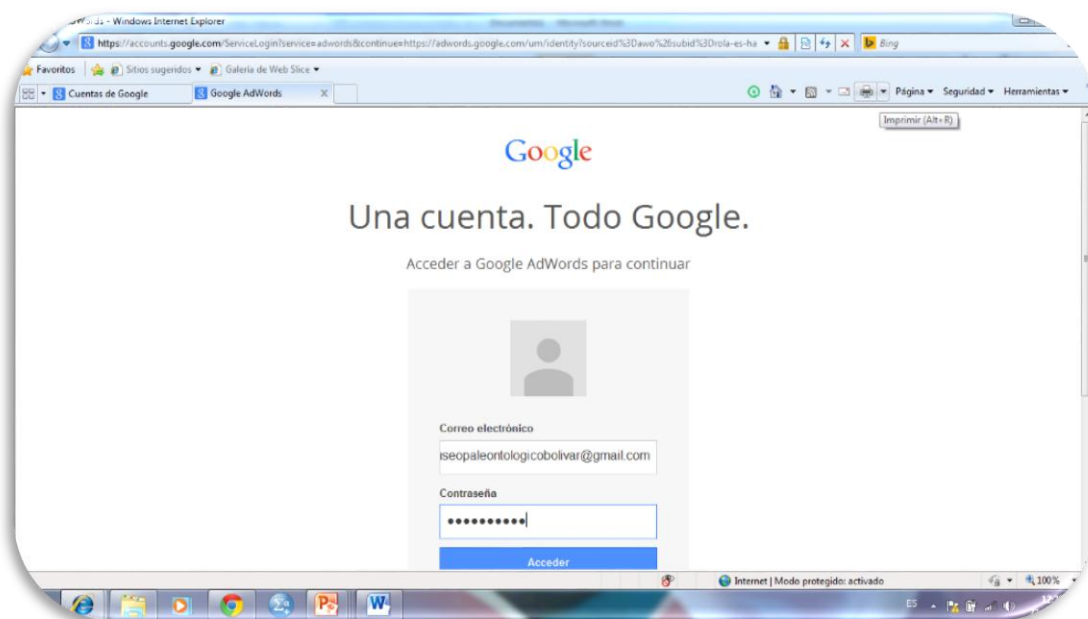 Words - Windows Internet Explorer
https://accounts.google.com/ServiceLogin?service=adwords&continue=https://adwords.google.com/um/identity?sourceid%3Dawo%26subid%3Drola-es-ha
Bing
Favoritos Sitios sugeridos Galería de Web Slice
Cuentas de Google Google AdWords X Página Seguridad Herramientas
Imprimir (Alt+R)
Google
Una cuenta. Todo Google.
Acceder a Google AdWords para continuar
Correo electrónico
iseopaleontologicobolivar@gmail.com
Contraseña
••••••••••
Acceder
Internet | Modo protegido: activado 100%
ES